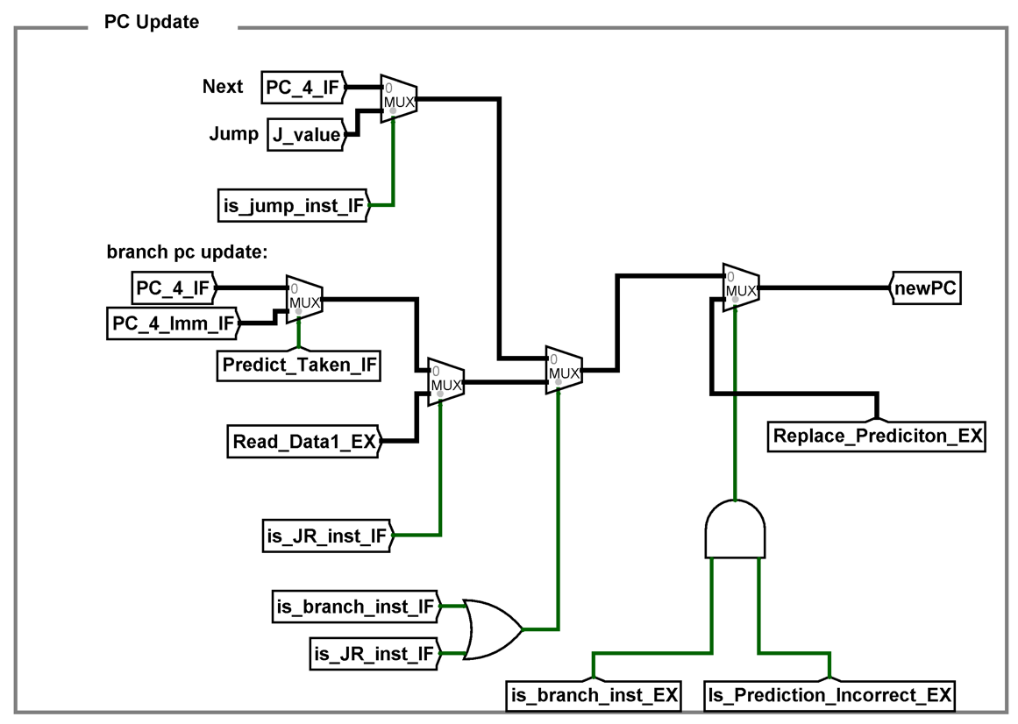 PC Update
Next PC_4_IF
0
MUX
Jump J_value
is_jump_inst_IF
branch pc update:
PC_4_IF
0
MUX
PC_4_Imm_IF
Predict_Taken_IF
0
MUX
Read_Data1_EX
is_JR_inst_IF
0
MUX
is_branch_inst_IF
is_JR_inst_IF
0
MUX
newPC
Replace_Prediciton_EX
is_branch_inst_EX
Is_Prediction_Incorrect_EX